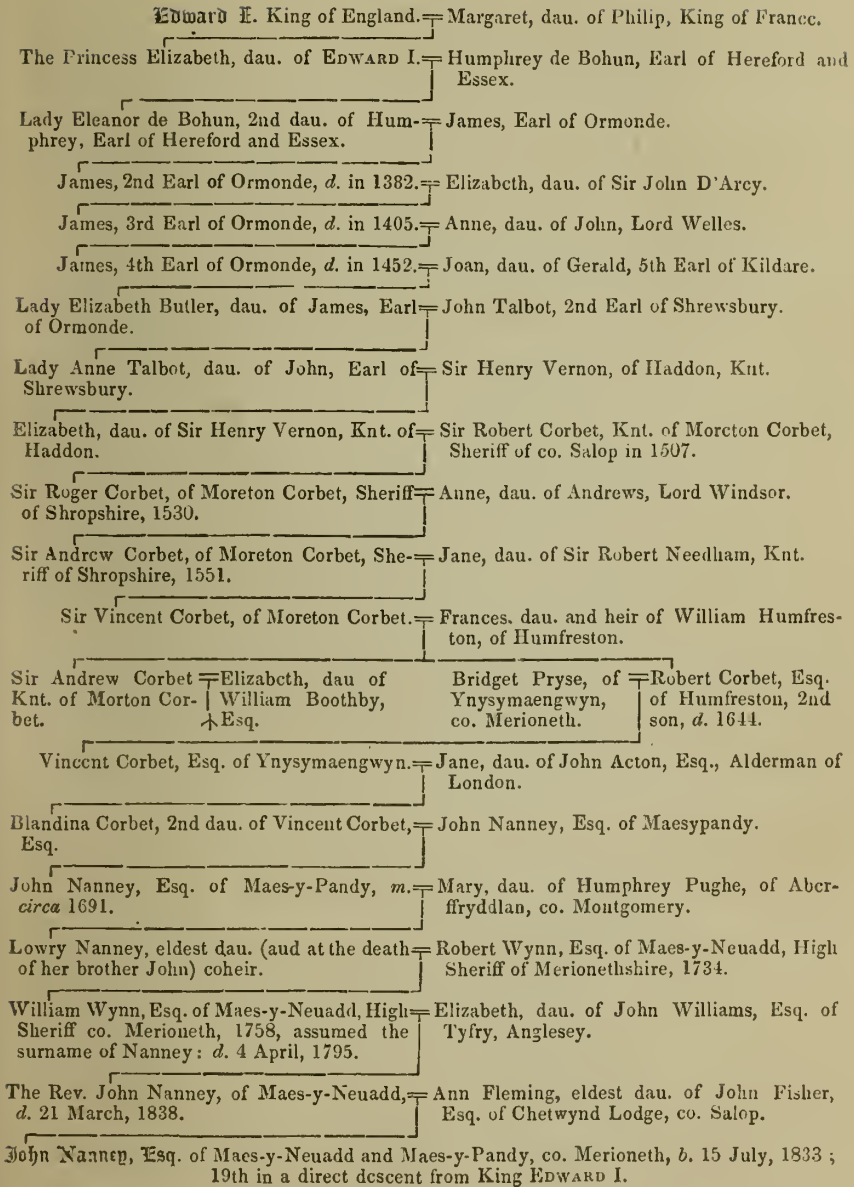 Edward I. King of England. Margaret, dau. of Philip, King of France.
The Princess Elizabeth, dau. of EDWARD I. Humphrey de Bohun, Earl of Hereford and
Essex.
Lady Eleanor de Bohun, 2nd dau. of Hum- James, Earl of Ormonde.
phrey, Earl of Hereford and Essex.
James, 2nd Earl of Ormonde, d. in 1382. Elizabeth, dau. of Sir John D'Arcy.
James, 3rd Earl of Ormonde, d. in 1405. Anne, dau. of John, Lord Welles.
James, 4th Earl of Ormonde, d. in 1452. Joan, dau. of Gerald, 5th Earl of Kildare.
Lady Elizabeth Butler, dau. of James, Earl John Talbot, 2nd Earl of Shrewsbury.
of Ormonde.
Lady Anne Talbot, dau. of John, Earl of Sir Henry Vernon, of Haddon, Knt.
Shrewsbury.
Elizabeth, dau. of Sir Henry Vernon, Knt. of Sir Robert Corbet, Knt. of Moreton Corbet,
Haddon. Sheriff of co. Salop in 1507.
Sir Roger Corbet, of Moreton Corbet, Sheriff Anne, dau. of Andrews, Lord Windsor.
of Shropshire, 1530.
Sir Andrew Corbet, of Moreton Corbet, She- Jane, dau. of Sir Robert Needham, Knt.
riff of Shropshire, 1551.
Sir Vincent Corbet, of Moreton Corbet. Frances, dau. and heir of William Humfres-
ton, of Humfreston.
Sir Andrew Corbet Elizabeth, dau of Bridget Pryse, of Robert Corbet, Esq.
Knt. of Morton Cor- William Boothby, Ynysymaengwyn, of Humfreston, 2nd
bet. Esq. co. Merioneth. son, d. 1644.
Vincent Corbet, Esq. of Ynysymaengwyn. Jane, dau. of John Acton, Esq., Alderman of
London.
Blandina Corbet, 2nd dau. of Vincent Corbet, John Nanney, Esq. of Maesypandy.
Esq.
John Nanney, Esq. of Maes-y-Pandy, m. Mary, dau. of Humphrey Pughe, of Aber-
circa 1691. ffryddlan, co. Montgomery.
Lowry Nanney, eldest dau. (and at the death Robert Wynn, Esq. of Maes-y-Neuadd, High
of her brother John) coheir. Sheriff of Merionethshire, 1734.
William Wynn, Esq. of Maes-y-Neuadd, High Elizabeth, dau. of John Williams, Esq. of
Sheriff co. Merioneth, 1758, assumed the Tyfry, Anglesey.
surname of Nanney: d. 4 April, 1795.
The Rev. John Nanney, of Maes-y-Neuadd, Ann Fleming, eldest dau. of John Fisher,
d. 21 March, 1838. Esq. of Chetwynd Lodge, co. Salop.
John Nanney, Esq. of Maes-y-Neuadd and Maes-y-Pandy, co. Merioneth, b. 15 July, 1833 ;
19th in a direct descent from King EDWARD I.